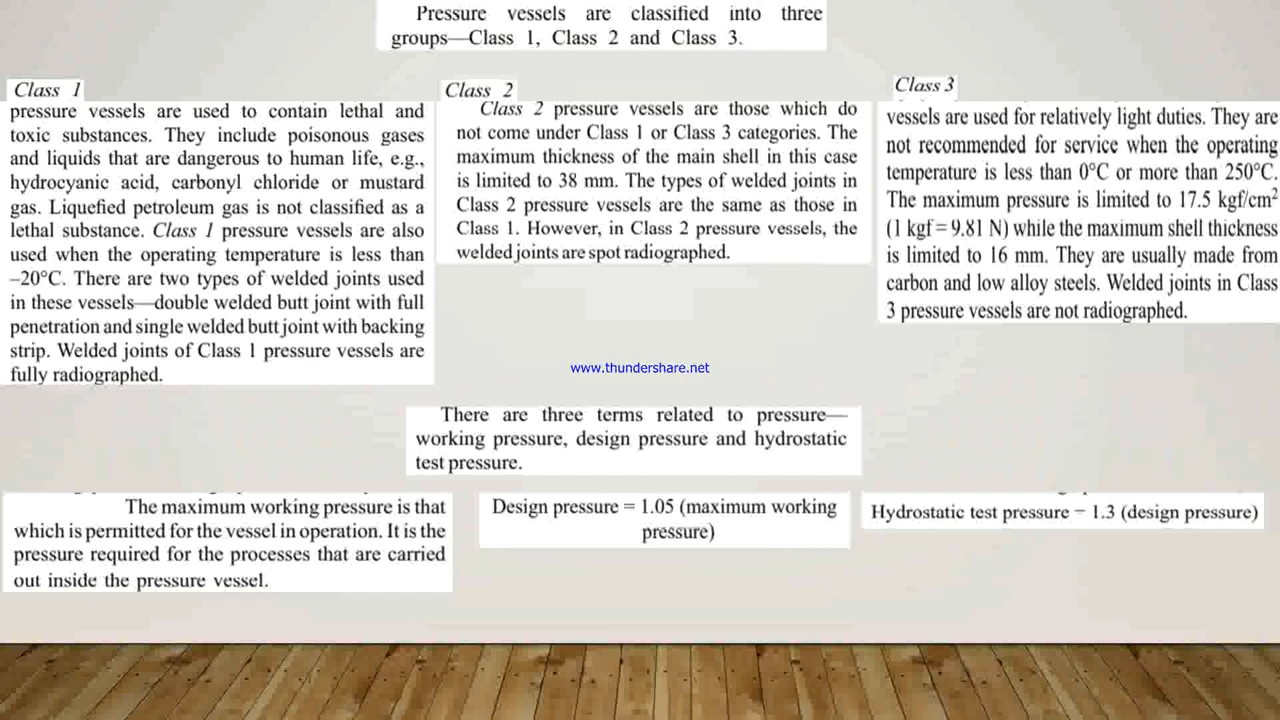 Pressure vessels are classified into three
groups—Class 1, Class 2 and Class 3.
Class 1
pressure vessels are used to contain lethal and
toxic substances. They include poisonous gases
and liquids that are dangerous to human life, e.g.,
hydrocyanic acid, carbonyl chloride or mustard
gas. Liquefied petroleum gas is not classified as a
lethal substance. Class 1 pressure vessels are also
used when the operating temperature is less than
–20°C. There are two types of welded joints used
in these vessels—double welded butt joint with full
penetration and single welded butt joint with backing
strip. Welded joints of Class 1 pressure vessels are
fully radiographed.
Class 2
Class 2 pressure vessels are those which do
not come under Class 1 or Class 3 categories. The
maximum thickness of the main shell in this case
is limited to 38 mm. The types of welded joints in
Class 2 pressure vessels are the same as those in
Class 1. However, in Class 2 pressure vessels, the
welded joints are spot radiographed.
Class 3
vessels are used for relatively light duties. They are
not recommended for service when the operating
temperature is less than 0°C or more than 250°C.
The maximum pressure is limited to 17.5 kgf/cm²
(1 kgf = 9.81 N) while the maximum shell thickness
is limited to 16 mm. They are usually made from
carbon and low alloy steels. Welded joints in Class
3 pressure vessels are not radiographed.
www.thundershare.net
There are three terms related to pressure—
working pressure, design pressure and hydrostatic
test pressure.
The maximum working pressure is that
which is permitted for the vessel in operation. It is the
pressure required for the processes that are carried
out inside the pressure vessel.
Design pressure = 1.05 (maximum working
pressure)
Hydrostatic test pressure = 1.3 (design pressure)